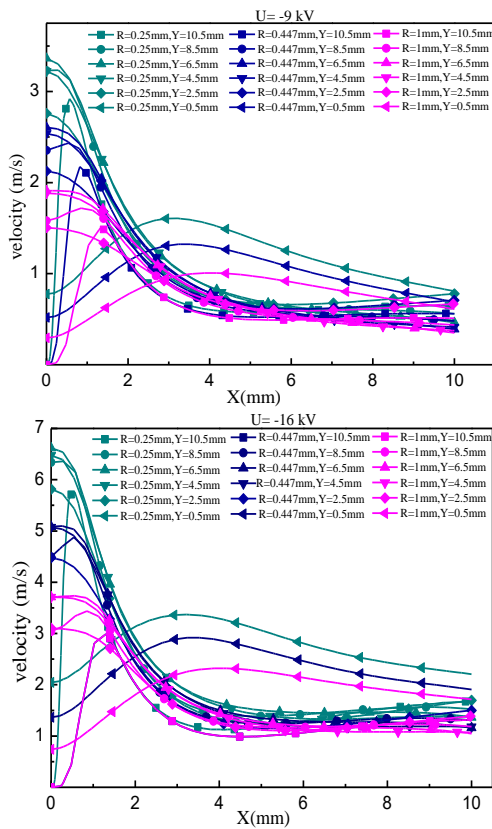 U= -9 kV
R=0.25mm,Y=10.5mm R=0.447mm,Y=10.5mm R=1mm,Y=10.5mm
R=0.25mm,Y=8.5mm R=0.447mm,Y=8.5mm R=1mm,Y=8.5mm
R=0.25mm,Y=6.5mm R=0.447mm,Y=6.5mm R=1mm,Y=6.5mm
R=0.25mm,Y=4.5mm R=0.447mm,Y=4.5mm R=1mm,Y=4.5mm
R=0.25mm,Y=2.5mm R=0.447mm,Y=2.5mm R=1mm,Y=2.5mm
R=0.25mm,Y=0.5mm R=0.447mm,Y=0.5mm R=1mm,Y=0.5mm
3
2
1
velocity (m/s)
0 2 4 6 8 10
X(mm)
U= -16 kV
R=0.25mm,Y=10.5mm R=0.447mm,Y=10.5mm R=1mm,Y=10.5mm
R=0.25mm,Y=8.5mm R=0.447mm,Y=8.5mm R=1mm,Y=8.5mm
R=0.25mm,Y=6.5mm R=0.447mm,Y=6.5mm R=1mm,Y=6.5mm
R=0.25mm,Y=4.5mm R=0.447mm,Y=4.5mm R=1mm,Y=4.5mm
R=0.25mm,Y=2.5mm R=0.447mm,Y=2.5mm R=1mm,Y=2.5mm
R=0.25mm,Y=0.5mm R=0.447mm,Y=0.5mm R=1mm,Y=0.5mm
7
6
5
4
3
2
1
velocity (m/s)
0 2 4 6 8 10
X(mm)